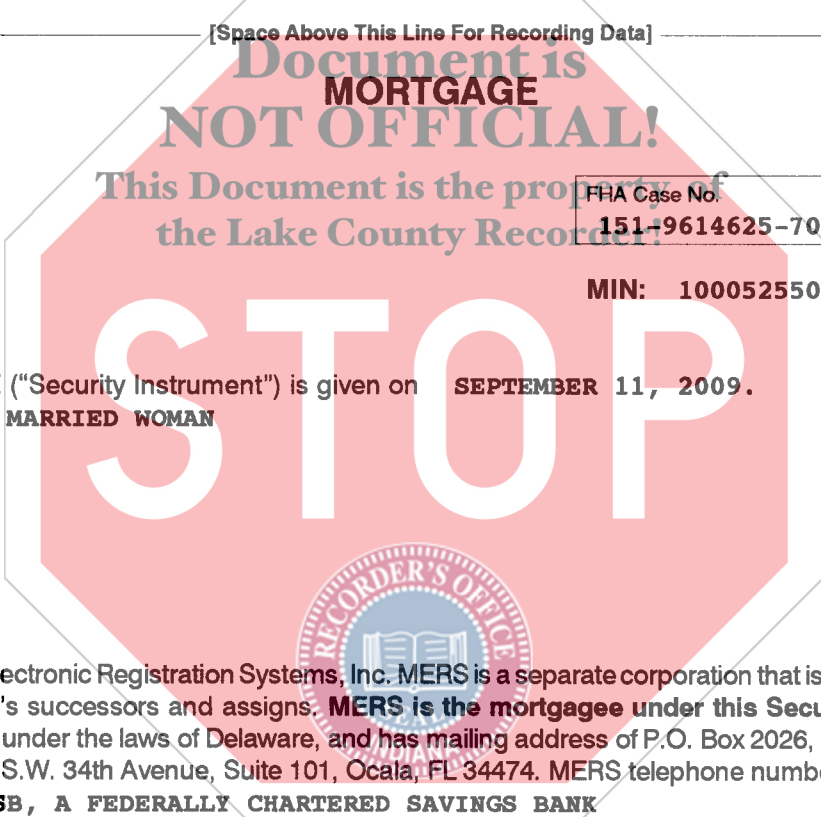 [Space Above This Line For Recording Data]
Document is
MORTGAGE
NOT OFFICIAL!
This Document is the property of
FHA Case No.
the Lake County Recorder!
151-9614625-70
MIN: 100052550
STOP
("Security Instrument") is given on SEPTEMBER 11, 2009.
MARRIED WOMAN
RECORDER'S OFFICE
SEAL
INDIANA
ectronic Registration Systems, Inc. MERS is a separate corporation that is
's successors and assigns. MERS is the mortgagee under this Secu
under the laws of Delaware, and has mailing address of P.O. Box 2026,
S.W. 34th Avenue, Suite 101, Ocala, FL 34474. MERS telephone numb
SB, A FEDERALLY CHARTERED SAVINGS BANK